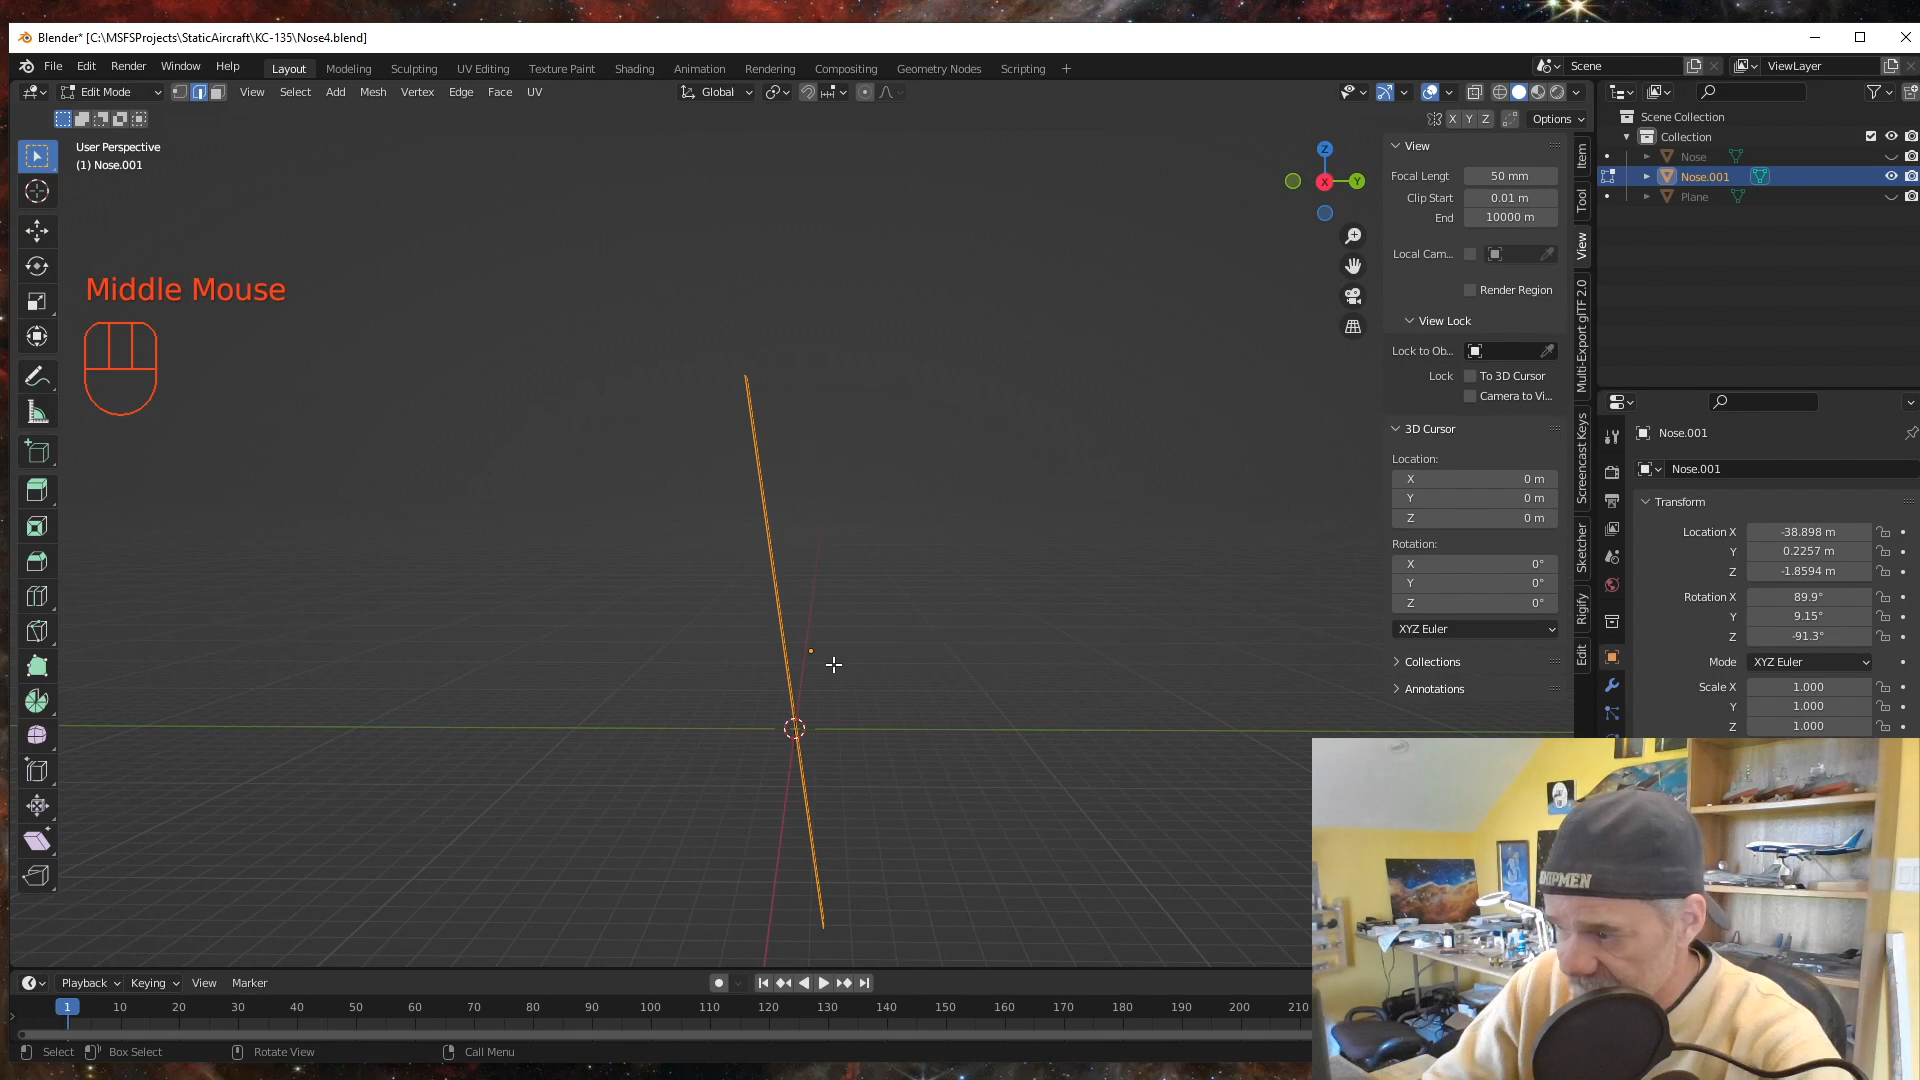 Blender* [C:\MSFSProjects\StaticAircraft\KC-135\Nose4.blend]
File Edit Render Window Help
Layout Modeling Sculpting UV Editing Texture Paint Shading Animation Rendering Compositing Geometry Nodes Scripting +
Scene
ViewLayer
Edit Mode
View Select Add Mesh Vertex Edge Face UV
Global
X Y Z Options
User Perspective
(1) Nose.001
Middle Mouse
Z
X
Y
View
Focal Lengt 50 mm
Clip Start 0.01 m
End 10000 m
Local Cam...
Render Region
View Lock
Lock to Ob...
Lock To 3D Cursor
Camera to Vi...
3D Cursor
Location:
X 0 m
Y 0 m
Z 0 m
Rotation:
X 0°
Y 0°
Z 0°
XYZ Euler
Collections
Annotations
Item
Tool
View
Multi-Export glTF 2.0
Screencast Keys
Sketcher
Rigify
Edit
Scene Collection
Collection
Nose
Nose.001
Plane
Nose.001
Nose.001
Transform
Location X -38.898 m
Y 0.2257 m
Z -1.8594 m
Rotation X 89.9°
Y 9.15°
Z -91.3°
Mode XYZ Euler
Scale X 1.000
Y 1.000
Z 1.000
Playback Keying View Marker
1 10 20 30 40 50 60 70 80 90 100 110 120 130 140 150 160 170 180 190 200 210
Select Box Select Rotate View Call Menu